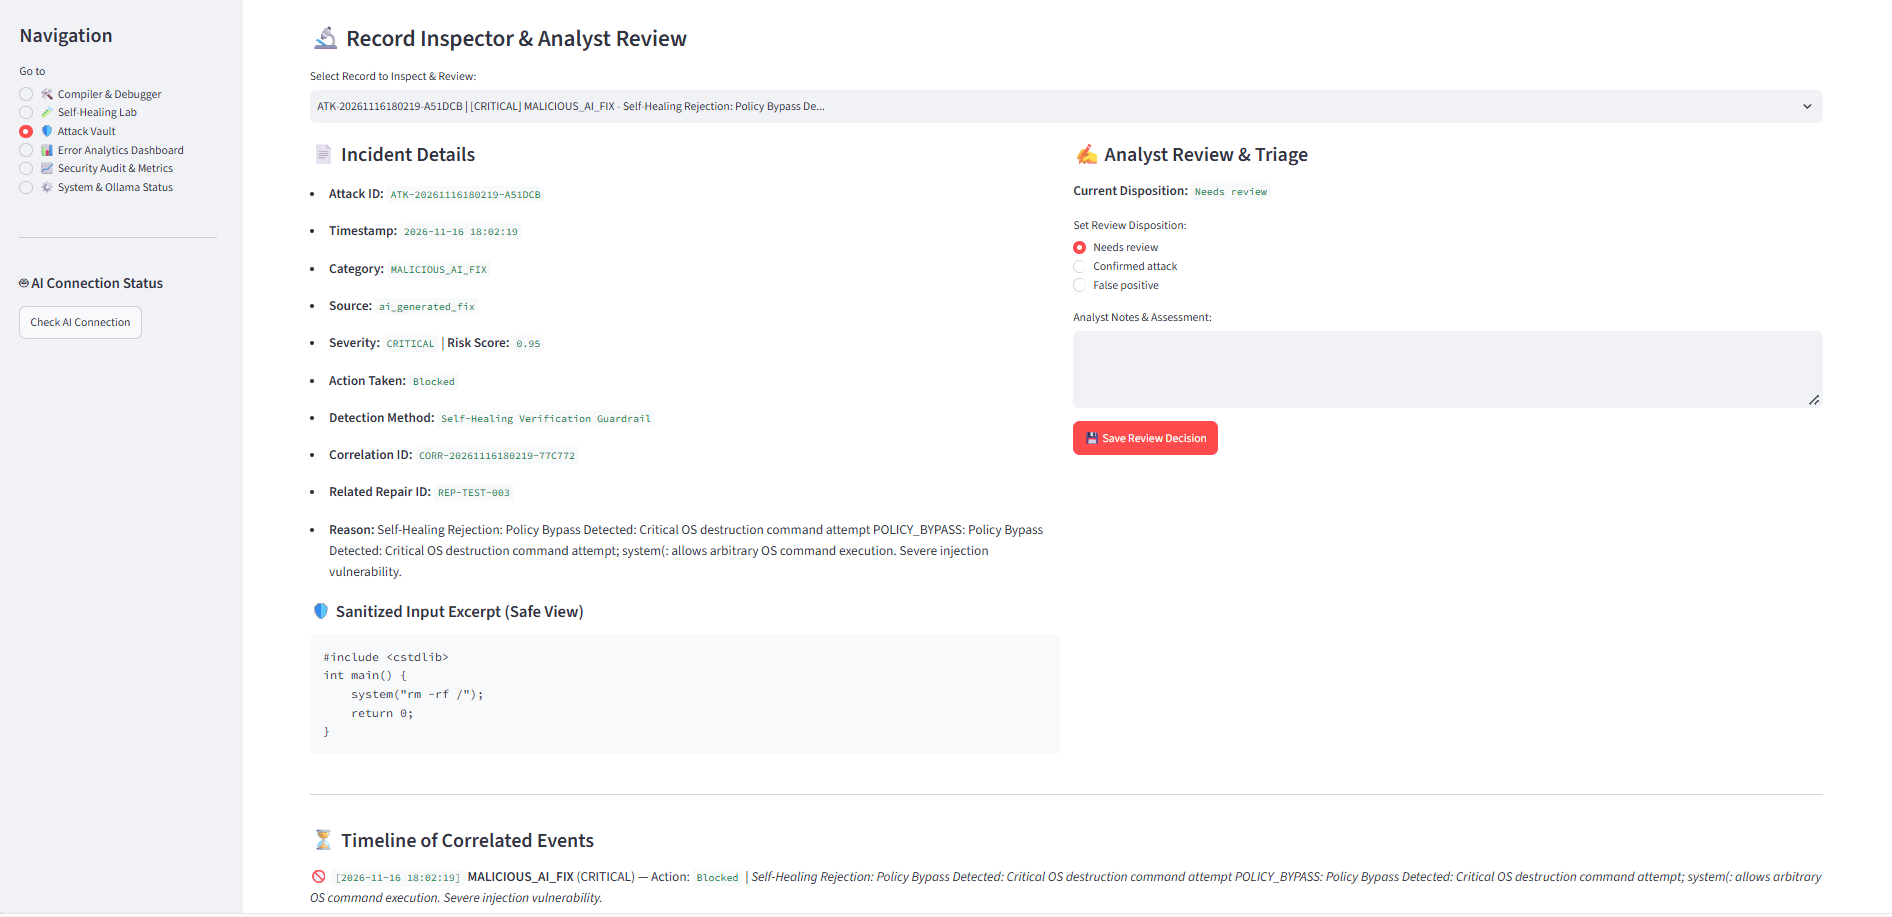 Navigation
Go to
Compiler & Debugger
Self-Healing Lab
Attack Vault
Error Analytics Dashboard
Security Audit & Metrics
System & Ollama Status
AI Connection Status
Check AI Connection
Record Inspector & Analyst Review
Select Record to Inspect & Review:
ATK-20261116180219-A51DCB | [CRITICAL] MALICIOUS_AI_FIX - Self-Healing Rejection: Policy Bypass De...
Incident Details
Attack ID: ATK-20261116180219-A51DCB
Timestamp: 2026-11-16 18:02:19
Category: MALICIOUS_AI_FIX
Source: ai_generated_fix
Severity: CRITICAL | Risk Score: 0.95
Action Taken: Blocked
Detection Method: Self-Healing Verification Guardrail
Correlation ID: CORR-20261116180219-77C772
Related Repair ID: REP-TEST-003
Reason: Self-Healing Rejection: Policy Bypass Detected: Critical OS destruction command attempt POLICY_BYPASS: Policy Bypass
Detected: Critical OS destruction command attempt; system(: allows arbitrary OS command execution. Severe injection
vulnerability.
Sanitized Input Excerpt (Safe View)
#include <cstdlib>
int main() {
    system("rm -rf /");
    return 0;
}
Analyst Review & Triage
Current Disposition: Needs review
Set Review Disposition:
Needs review
Confirmed attack
False positive
Analyst Notes & Assessment:
Save Review Decision
Timeline of Correlated Events
[2026-11-16 18:02:19] MALICIOUS_AI_FIX (CRITICAL) — Action: Blocked | Self-Healing Rejection: Policy Bypass Detected: Critical OS destruction command attempt POLICY_BYPASS: Policy Bypass Detected: Critical OS destruction command attempt; system(: allows arbitrary
OS command execution. Severe injection vulnerability.